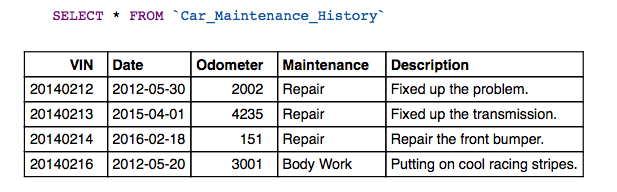 SELECT * FROM `Car_Maintenance_History`
VIN Date Odometer Maintenance Description
20140212 2012-05-30 2002 Repair Fixed up the problem.
20140213 2015-04-01 4235 Repair Fixed up the transmission.
20140214 2016-02-18 151 Repair Repair the front bumper.
20140216 2012-05-20 3001 Body Work Putting on cool racing stripes.